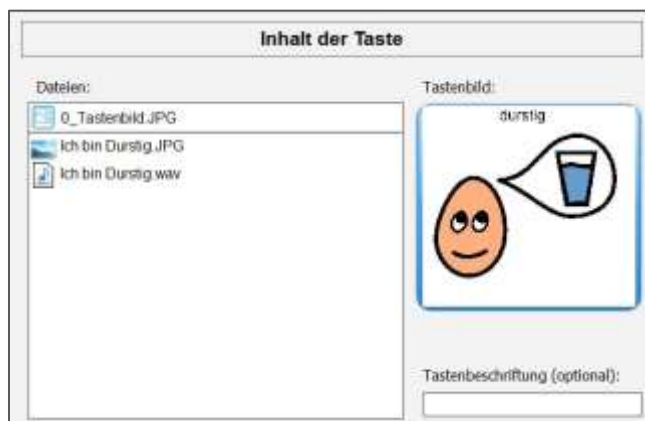 Inhalt der Taste
Dateien:
0_Tastenbild.JPG
Ich bin Durstig.JPG
Ich bin Durstig.wav
Tastenbild:
durstig
Tastenbeschriftung (optional):